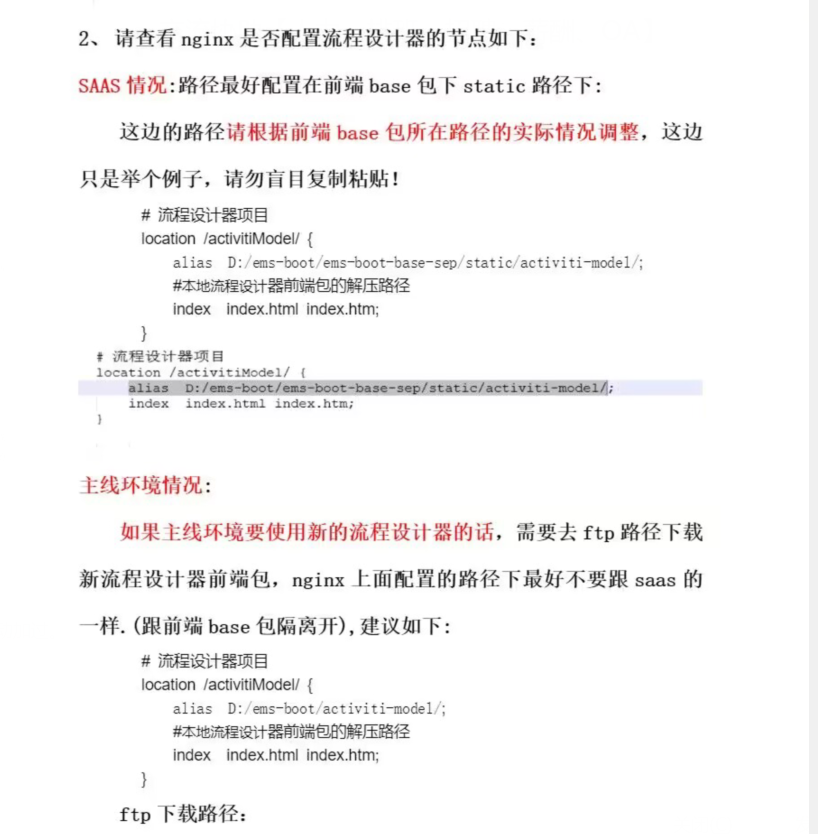 2、 请查看 nginx 是否配置流程设计器的节点如下：
SAAS 情况:路径最好配置在前端 base 包下 static 路径下：
这边的路径请根据前端 base 包所在路径的实际情况调整，这边
只是举个例子，请勿盲目复制粘贴！
# 流程设计器项目
location /activitiModel/ {
alias D:/ems-boot/ems-boot-base-sep/static/activiti-model/;
#本地流程设计器前端包的解压路径
index index.html index.htm;
}
# 流程设计器项目
location /activitiModel/ {
alias D:/ems-boot/ems-boot-base-sep/static/activiti-model/;
index index.html index.htm;
}
主线环境情况：
如果主线环境要使用新的流程设计器的话，需要去 ftp 路径下载
新流程设计器前端包，nginx 上面配置的路径下最好不要跟 saas 的
一样.(跟前端 base 包隔离开),建议如下：
# 流程设计器项目
location /activitiModel/ {
alias D:/ems-boot/activiti-model/;
#本地流程设计器前端包的解压路径
index index.html index.htm;
}
ftp 下载路径：